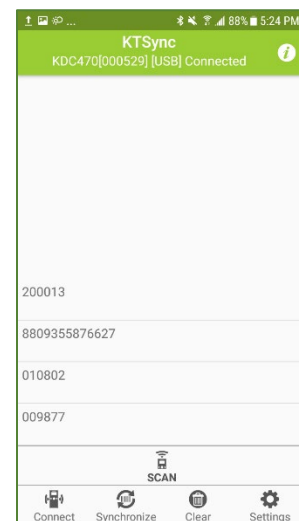 ... 88% 5:24 PM
KTSync
KDC470[000529] [USB] Connected
200013
8809355876627
010802
009877
SCAN
Connect Synchronize Clear Settings